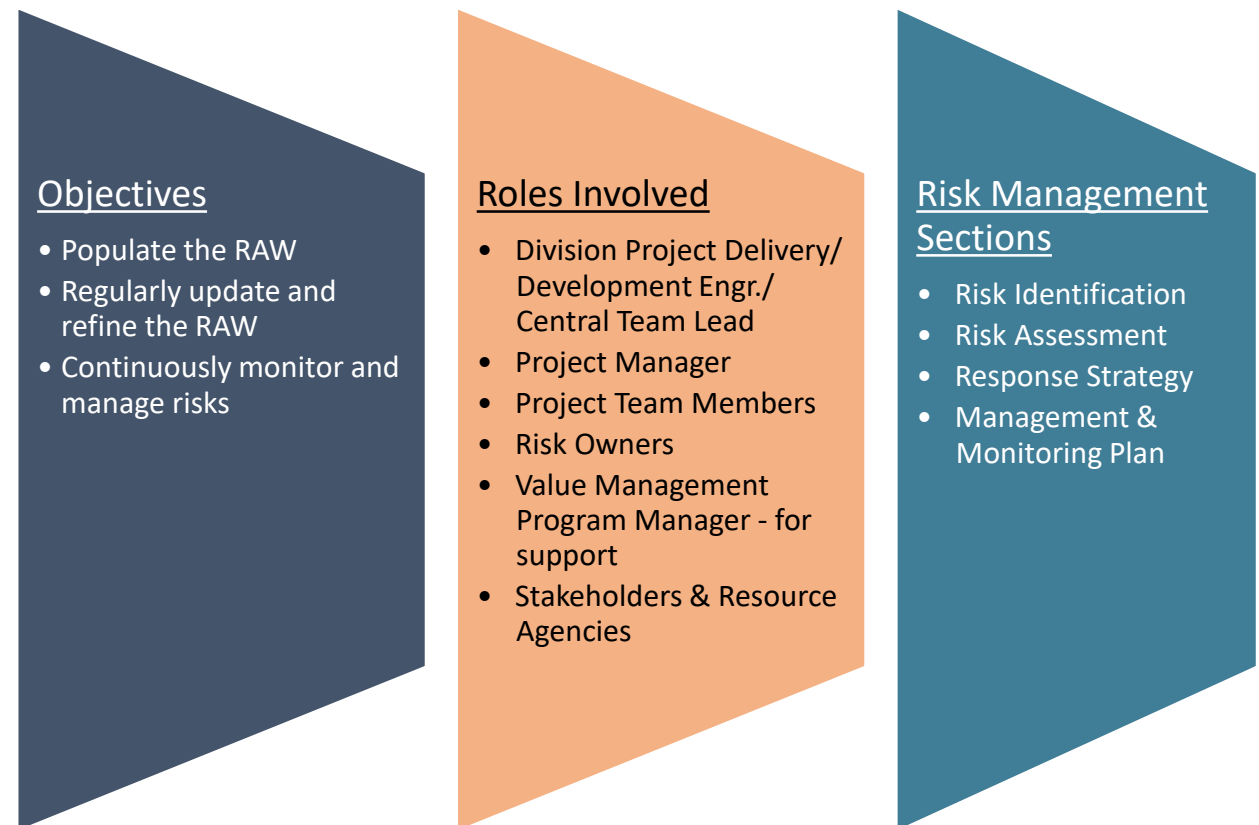 Objectives
• Populate the RAW
• Regularly update and
refine the RAW
• Continuously monitor and
manage risks
Roles Involved
• Division Project Delivery/
Development Engr./
Central Team Lead
• Project Manager
• Project Team Members
• Risk Owners
• Value Management
Program Manager - for
support
• Stakeholders & Resource
Agencies
Risk Management
Sections
• Risk Identification
• Risk Assessment
• Response Strategy
• Management &
Monitoring Plan